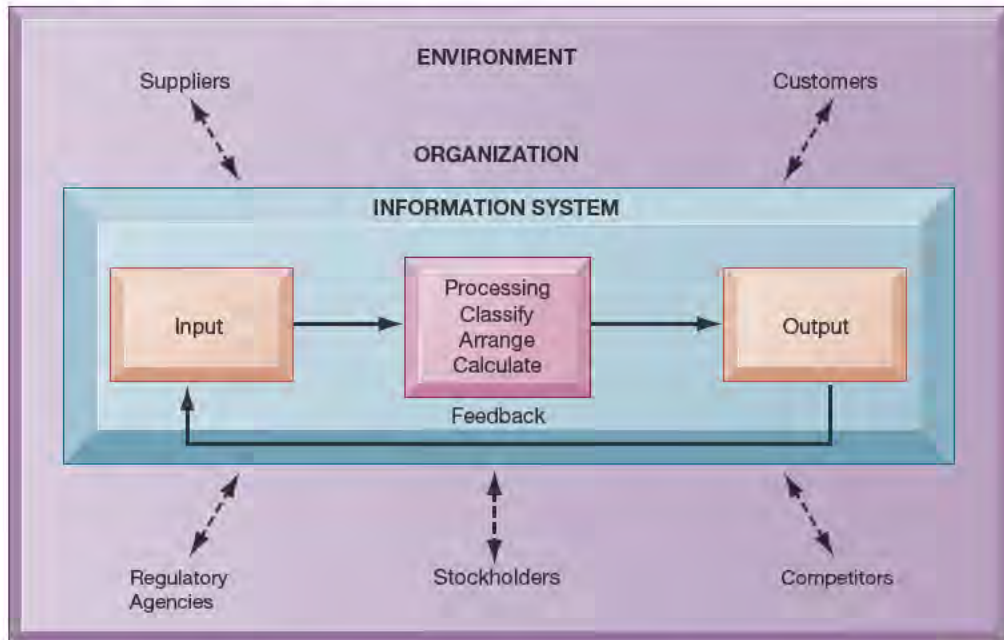 ENVIRONMENT
Suppliers
Customers
ORGANIZATION
INFORMATION SYSTEM
Input
Processing
Classify
Arrange
Calculate
Output
Feedback
Regulatory
Agencies
Stockholders
Competitors